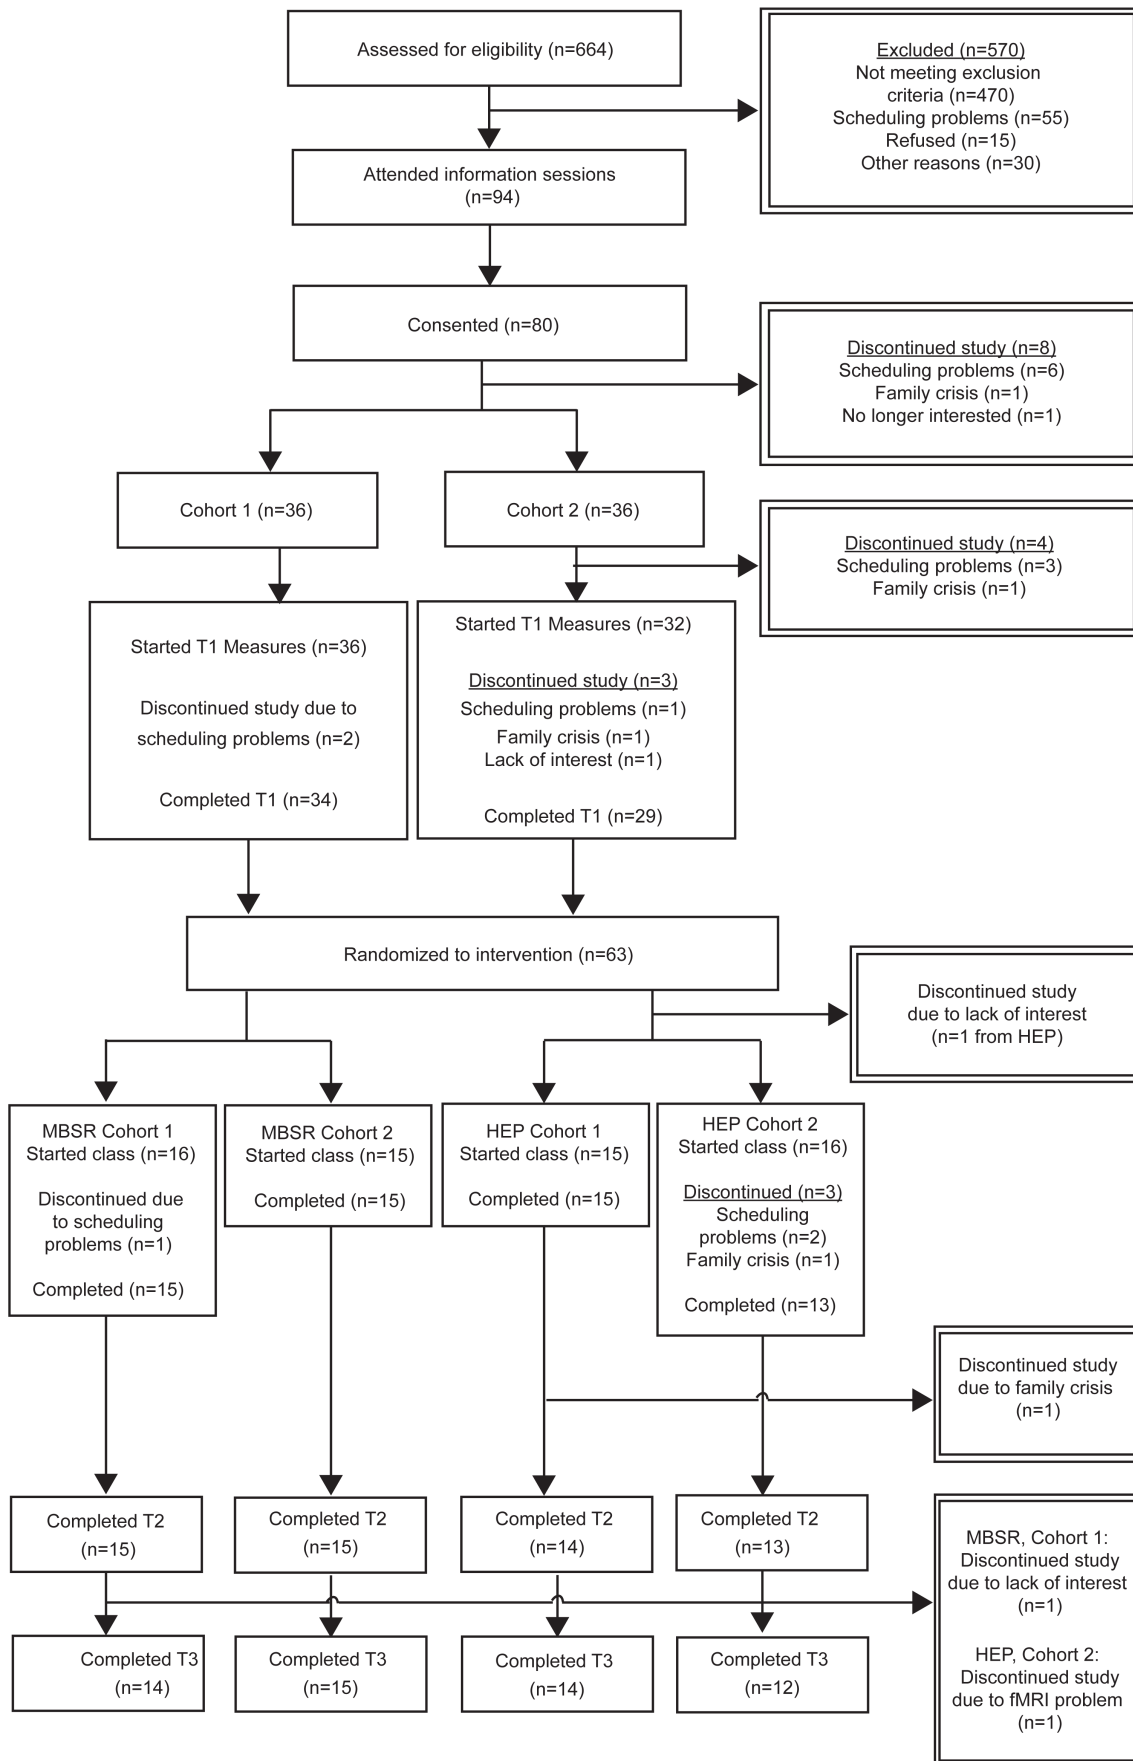 Assessed for eligibility (n=664)
Excluded (n=570)
Not meeting exclusion
criteria (n=470)
Scheduling problems (n=55)
Refused (n=15)
Other reasons (n=30)
Attended information sessions
(n=94)
Consented (n=80)
Discontinued study (n=8)
Scheduling problems (n=6)
Family crisis (n=1)
No longer interested (n=1)
Cohort 1 (n=36)
Cohort 2 (n=36)
Discontinued study (n=4)
Scheduling problems (n=3)
Family crisis (n=1)
Started T1 Measures (n=36)
Discontinued study due to
scheduling problems (n=2)
Completed T1 (n=34)
Started T1 Measures (n=32)
Discontinued study (n=3)
Scheduling problems (n=1)
Family crisis (n=1)
Lack of interest (n=1)
Completed T1 (n=29)
Randomized to intervention (n=63)
Discontinued study
due to lack of interest
(n=1 from HEP)
MBSR Cohort 1
Started class (n=16)
Discontinued due
to scheduling
problems (n=1)
Completed (n=15)
MBSR Cohort 2
Started class (n=15)
Completed (n=15)
HEP Cohort 1
Started class (n=15)
Completed (n=15)
HEP Cohort 2
Started class (n=16)
Discontinued (n=3)
Scheduling
problems (n=2)
Family crisis (n=1)
Completed (n=13)
Discontinued study
due to family crisis
(n=1)
Completed T2
(n=15)
Completed T2
(n=15)
Completed T2
(n=14)
Completed T2
(n=13)
MBSR, Cohort 1:
Discontinued study
due to lack of interest
(n=1)
HEP, Cohort 2:
Discontinued study
due to fMRI problem
(n=1)
Completed T3
(n=14)
Completed T3
(n=15)
Completed T3
(n=14)
Completed T3
(n=12)